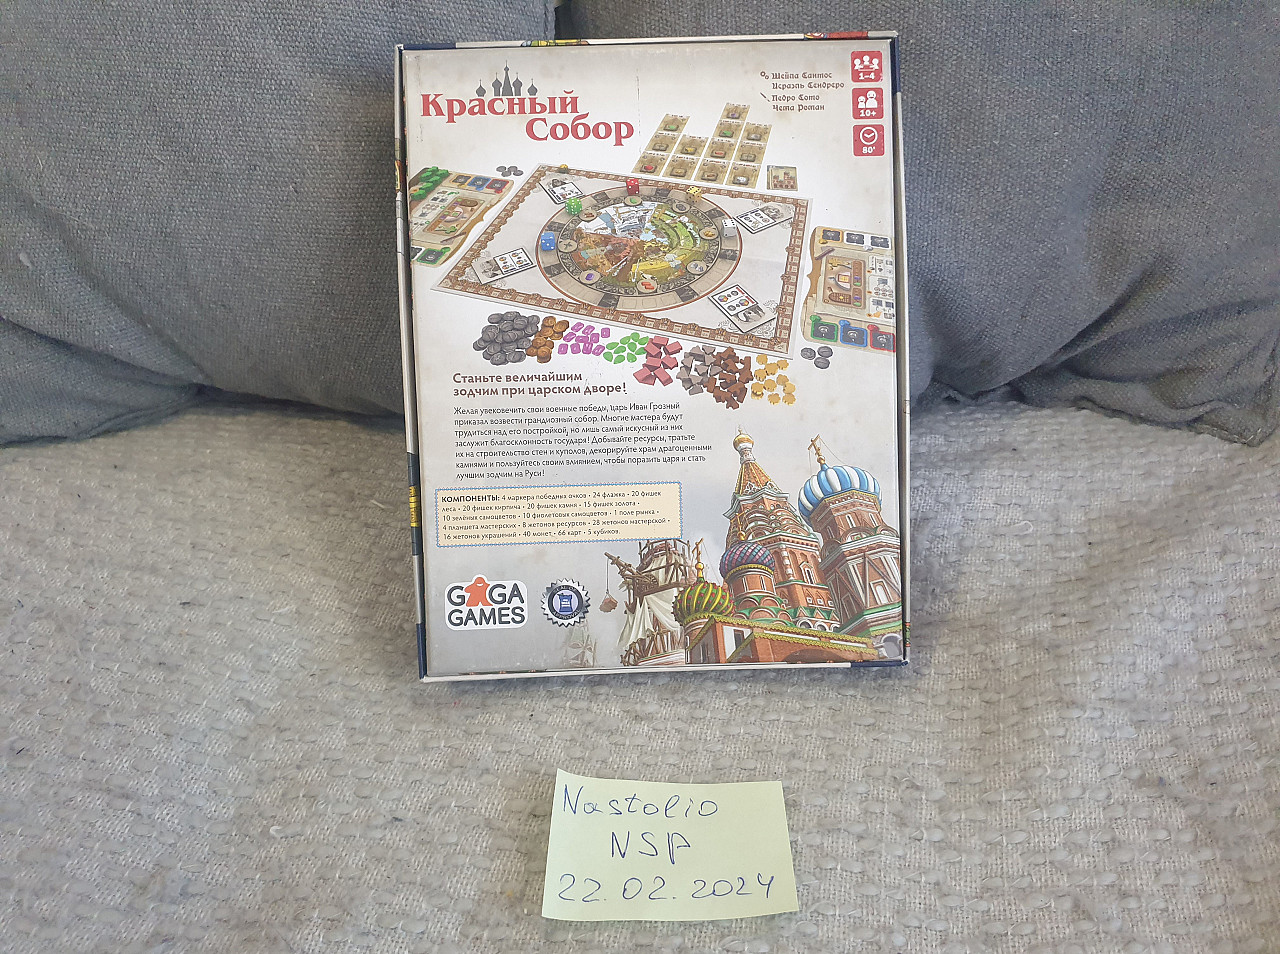 Красный
Собор
Шейла Сантос
Исраэль Сендреро
Педро Сото
Чема Роман
1–4
10+
80'
Станьте величайшим
зодчим при царском дворе!
Желая увековечить свои военные победы, царь Иван Грозный
приказал возвести грандиозный собор. Многие мастера будут
трудиться над его постройкой, но лишь самый искусный из них
заслужит благосклонность государя! Добывайте ресурсы, тратьте
их на строительство стен и куполов, декорируйте храм драгоценными
камнями и пользуйтесь своим влиянием, чтобы поразить царя и стать
лучшим зодчим на Руси!
КОМПОНЕНТЫ: 4 маркера победных очков • 24 флажка • 20 фишек
леса • 20 фишек кирпича • 20 фишек камня • 15 фишек золота •
10 зелёных самоцветов • 10 фиолетовых самоцветов • 1 поле рынка •
4 планшета мастерских • 8 жетонов ресурсов • 28 жетонов мастерской •
16 жетонов украшений • 40 монет • 66 карт • 5 кубиков.
GAGA
GAMES
Nastolio
NSP
22.02.2024